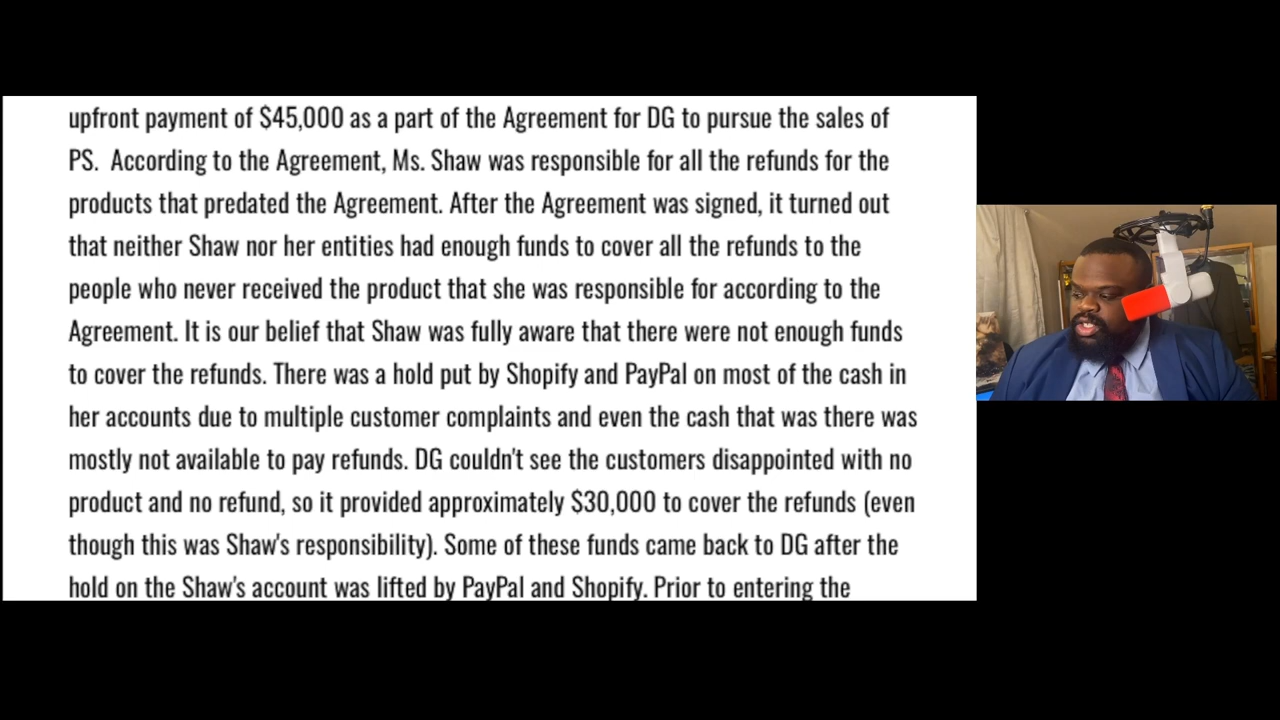 upfront payment of $45,000 as a part of the Agreement for DG to pursue the sales of
PS.  According to the Agreement, Ms. Shaw was responsible for all the refunds for the
products that predated the Agreement. After the Agreement was signed, it turned out
that neither Shaw nor her entities had enough funds to cover all the refunds to the
people who never received the product that she was responsible for according to the
Agreement. It is our belief that Shaw was fully aware that there were not enough funds
to cover the refunds. There was a hold put by Shopify and PayPal on most of the cash in
her accounts due to multiple customer complaints and even the cash that was there was
mostly not available to pay refunds. DG couldn't see the customers disappointed with no
product and no refund, so it provided approximately $30,000 to cover the refunds (even
though this was Shaw's responsibility). Some of these funds came back to DG after the
hold on the Shaw's account was lifted by PayPal and Shopify. Prior to entering the